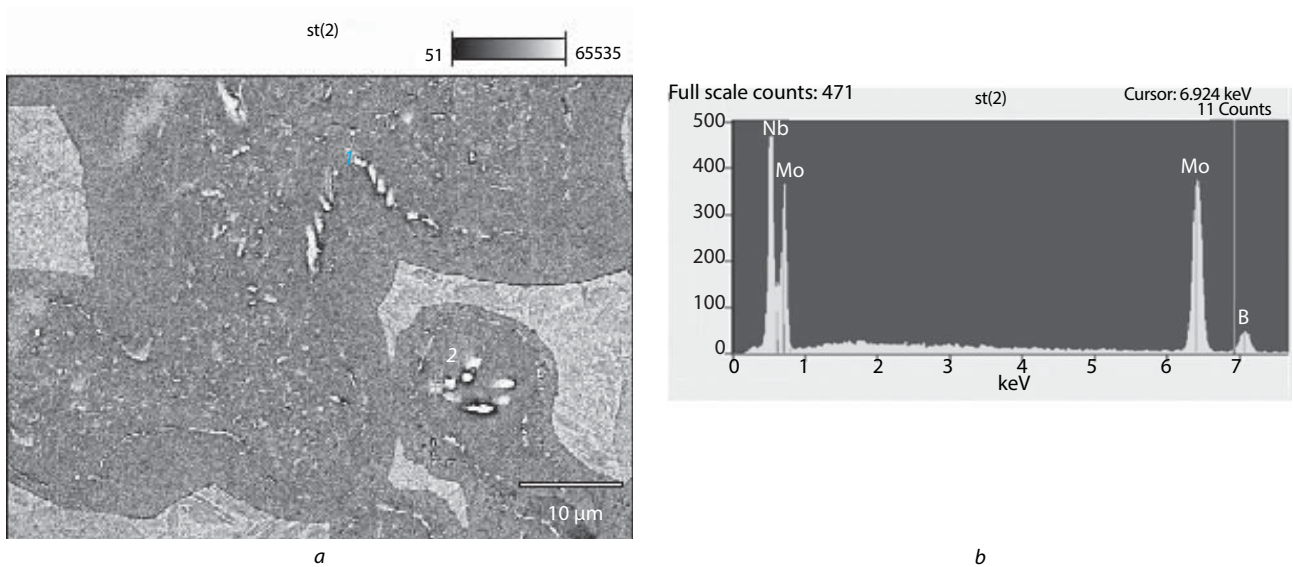 st(2)
51 65535
1
2
10 µm
a
Full scale counts: 471
st(2)
Cursor: 6.924 keV
11 Counts
500
400
300
200
100
0
Nb
Mo
Mo
B
0 1 2 3 4 5 6 7
keV
b